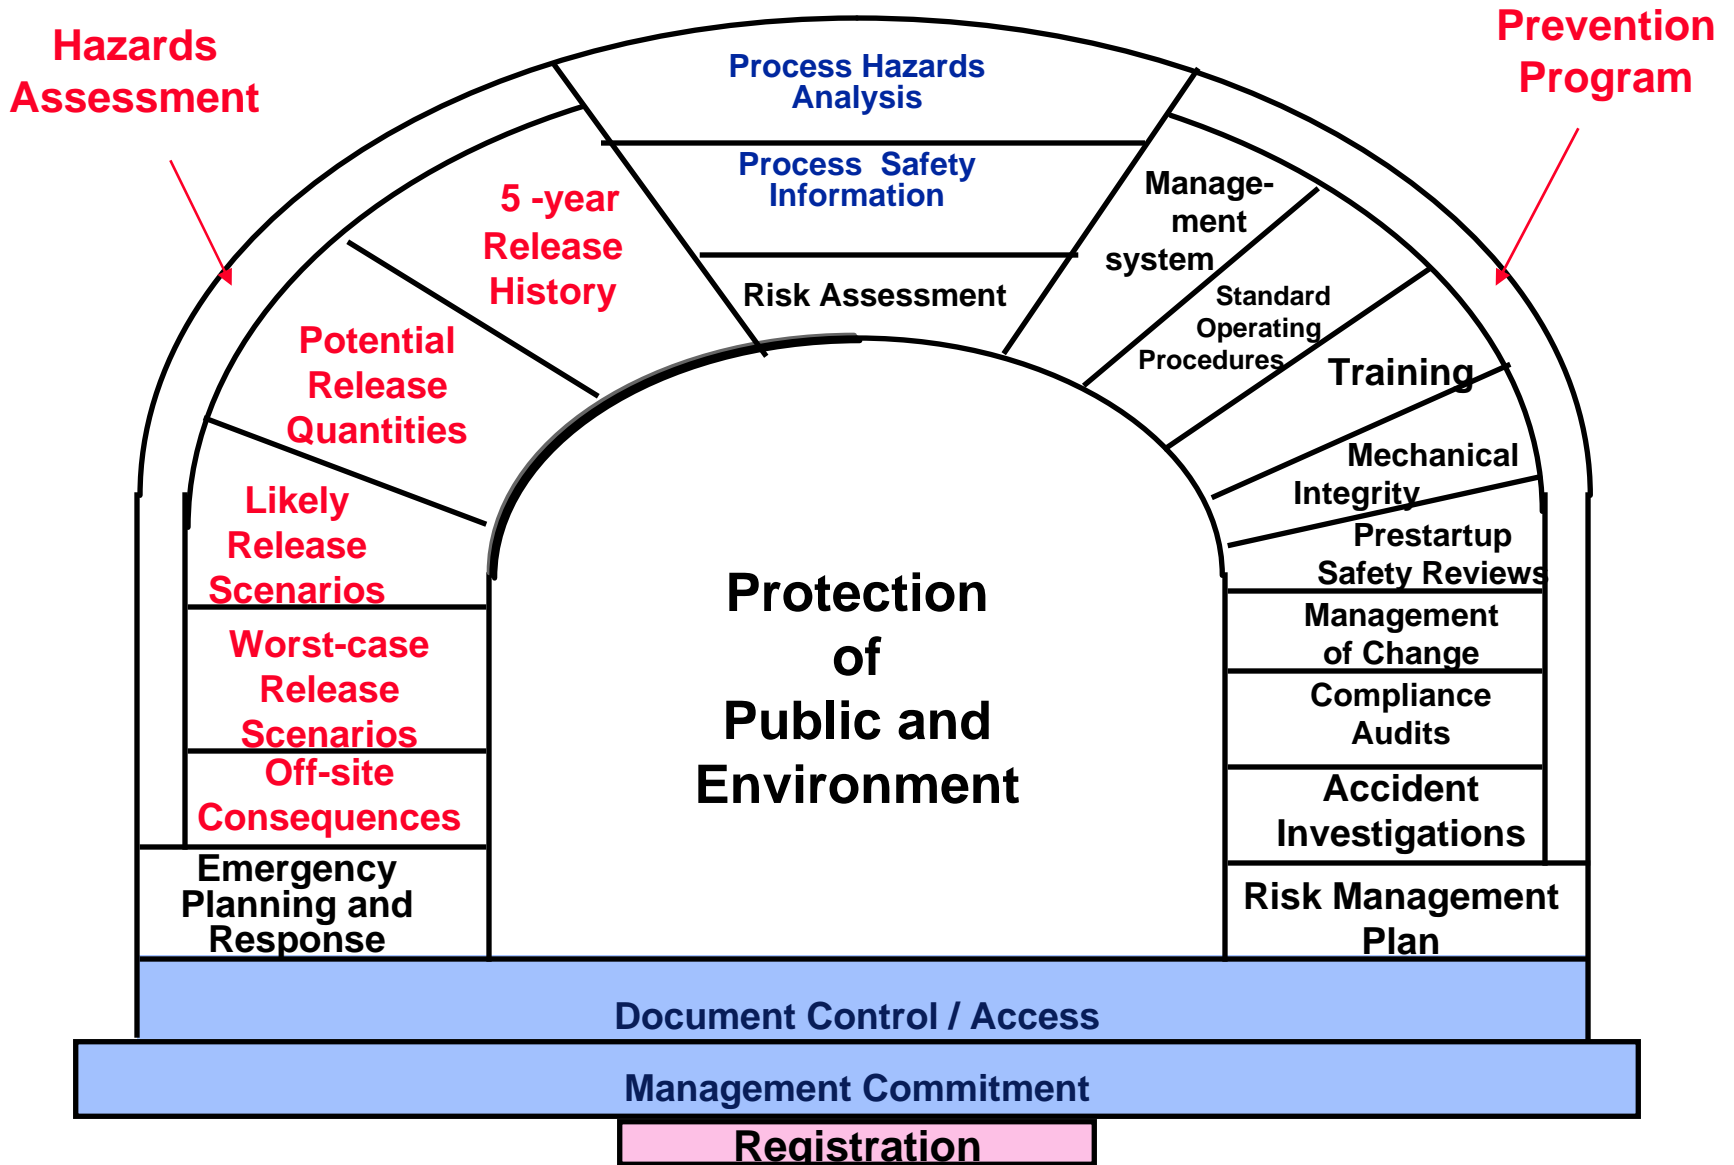 Hazards
Assessment
Prevention
Program
Process Hazards
Analysis
Process Safety
Information
Risk Assessment
5 -year
Release
History
Potential
Release
Quantities
Likely
Release
Scenarios
Worst-case
Release
Scenarios
Off-site
Consequences
Emergency
Planning and
Response
Manage-
ment
system
Standard
Operating
Procedures
Training
Mechanical
Integrity
Prestartup
Safety Reviews
Management
of Change
Compliance
Audits
Accident
Investigations
Risk Management
Plan
Protection
of
Public and
Environment
Document Control / Access
Management Commitment
Registration